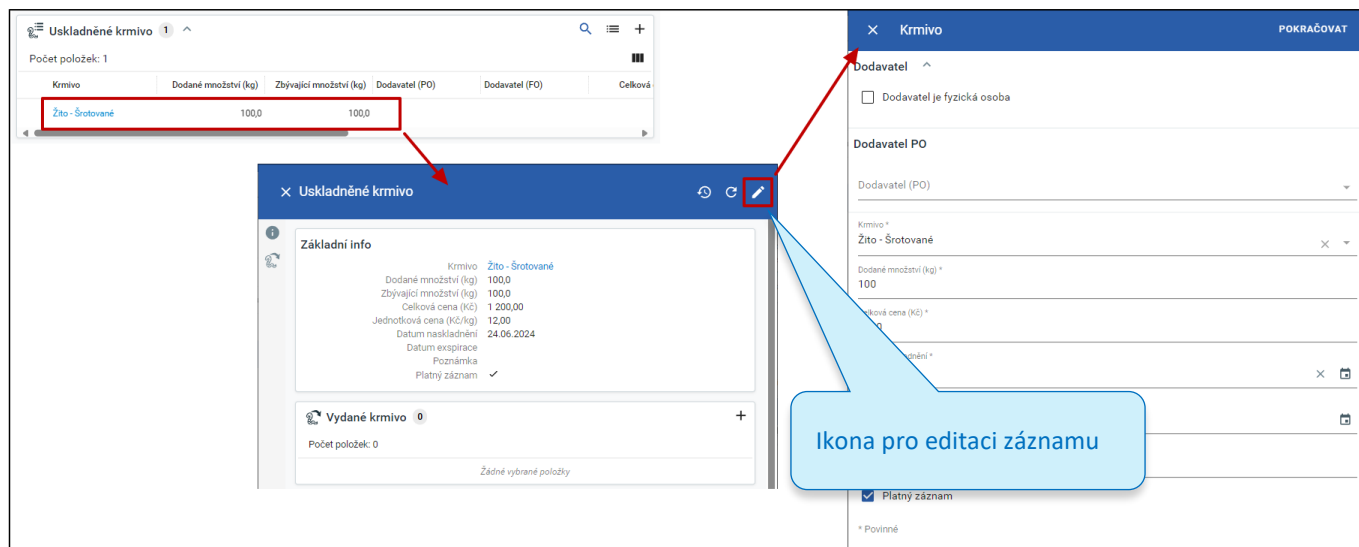 Uskladněné krmivo 1
Počet položek: 1
Krmivo Dodané množství (kg) Zbývající množství (kg) Dodavatel (PO) Dodavatel (FO) Celková
Žito - Šrotované 100,0 100,0
Uskladněné krmivo
Základní info
Krmivo Žito - Šrotované
Dodané množství (kg) 100,0
Zbývající množství (kg) 100,0
Celková cena (Kč) 1 200,00
Jednotková cena (Kč/kg) 12,00
Datum naskladnění 24.06.2024
Datum exspirace
Poznámka
Platný záznam
Vydané krmivo 0
Počet položek: 0
Žádné vybrané položky
Krmivo POKRAČOVAT
Dodavatel
Dodavatel je fyzická osoba
Dodavatel PO
Dodavatel (PO)
Krmivo *
Žito - Šrotované
Dodané množství (kg) *
100
cena (Kč) *
Ikona pro editaci záznamu
Platný záznam
* Povinné